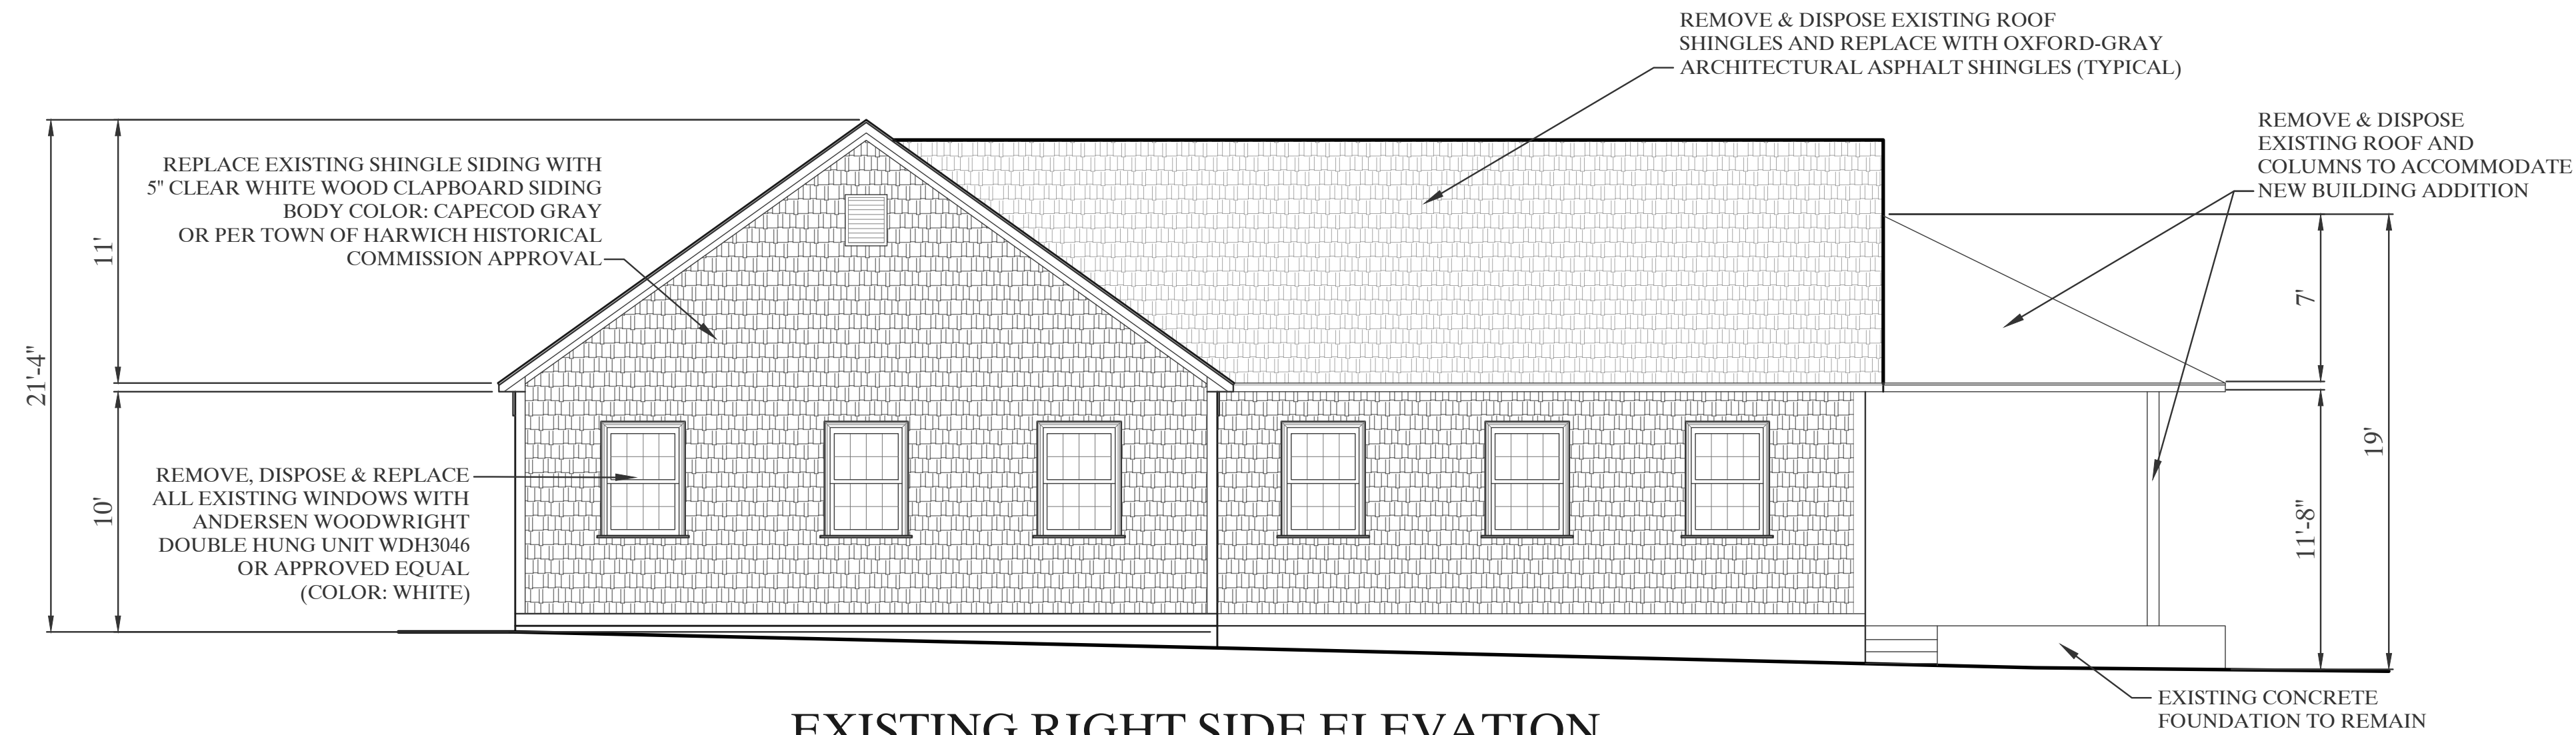 REMOVE & DISPOSE EXISTING ROOF
SHINGLES AND REPLACE WITH OXFORD-GRAY
ARCHITECTURAL ASPHALT SHINGLES (TYPICAL)
REMOVE & DISPOSE
EXISTING ROOF AND
COLUMNS TO ACCOMMODATE
NEW BUILDING ADDITION
REPLACE EXISTING SHINGLE SIDING WITH
5" CLEAR WHITE WOOD CLAPBOARD SIDING
BODY COLOR: CAPECOD GRAY
OR PER TOWN OF HARWICH HISTORICAL
COMMISSION APPROVAL
11'
21'-4"
10'
REMOVE, DISPOSE & REPLACE
ALL EXISTING WINDOWS WITH
ANDERSEN WOODWRIGHT
DOUBLE HUNG UNIT WDH3046
OR APPROVED EQUAL
(COLOR: WHITE)
7'
19'
11'-8"
EXISTING CONCRETE
FOUNDATION TO REMAIN
EXISTING RIGHT SIDE ELEVATION